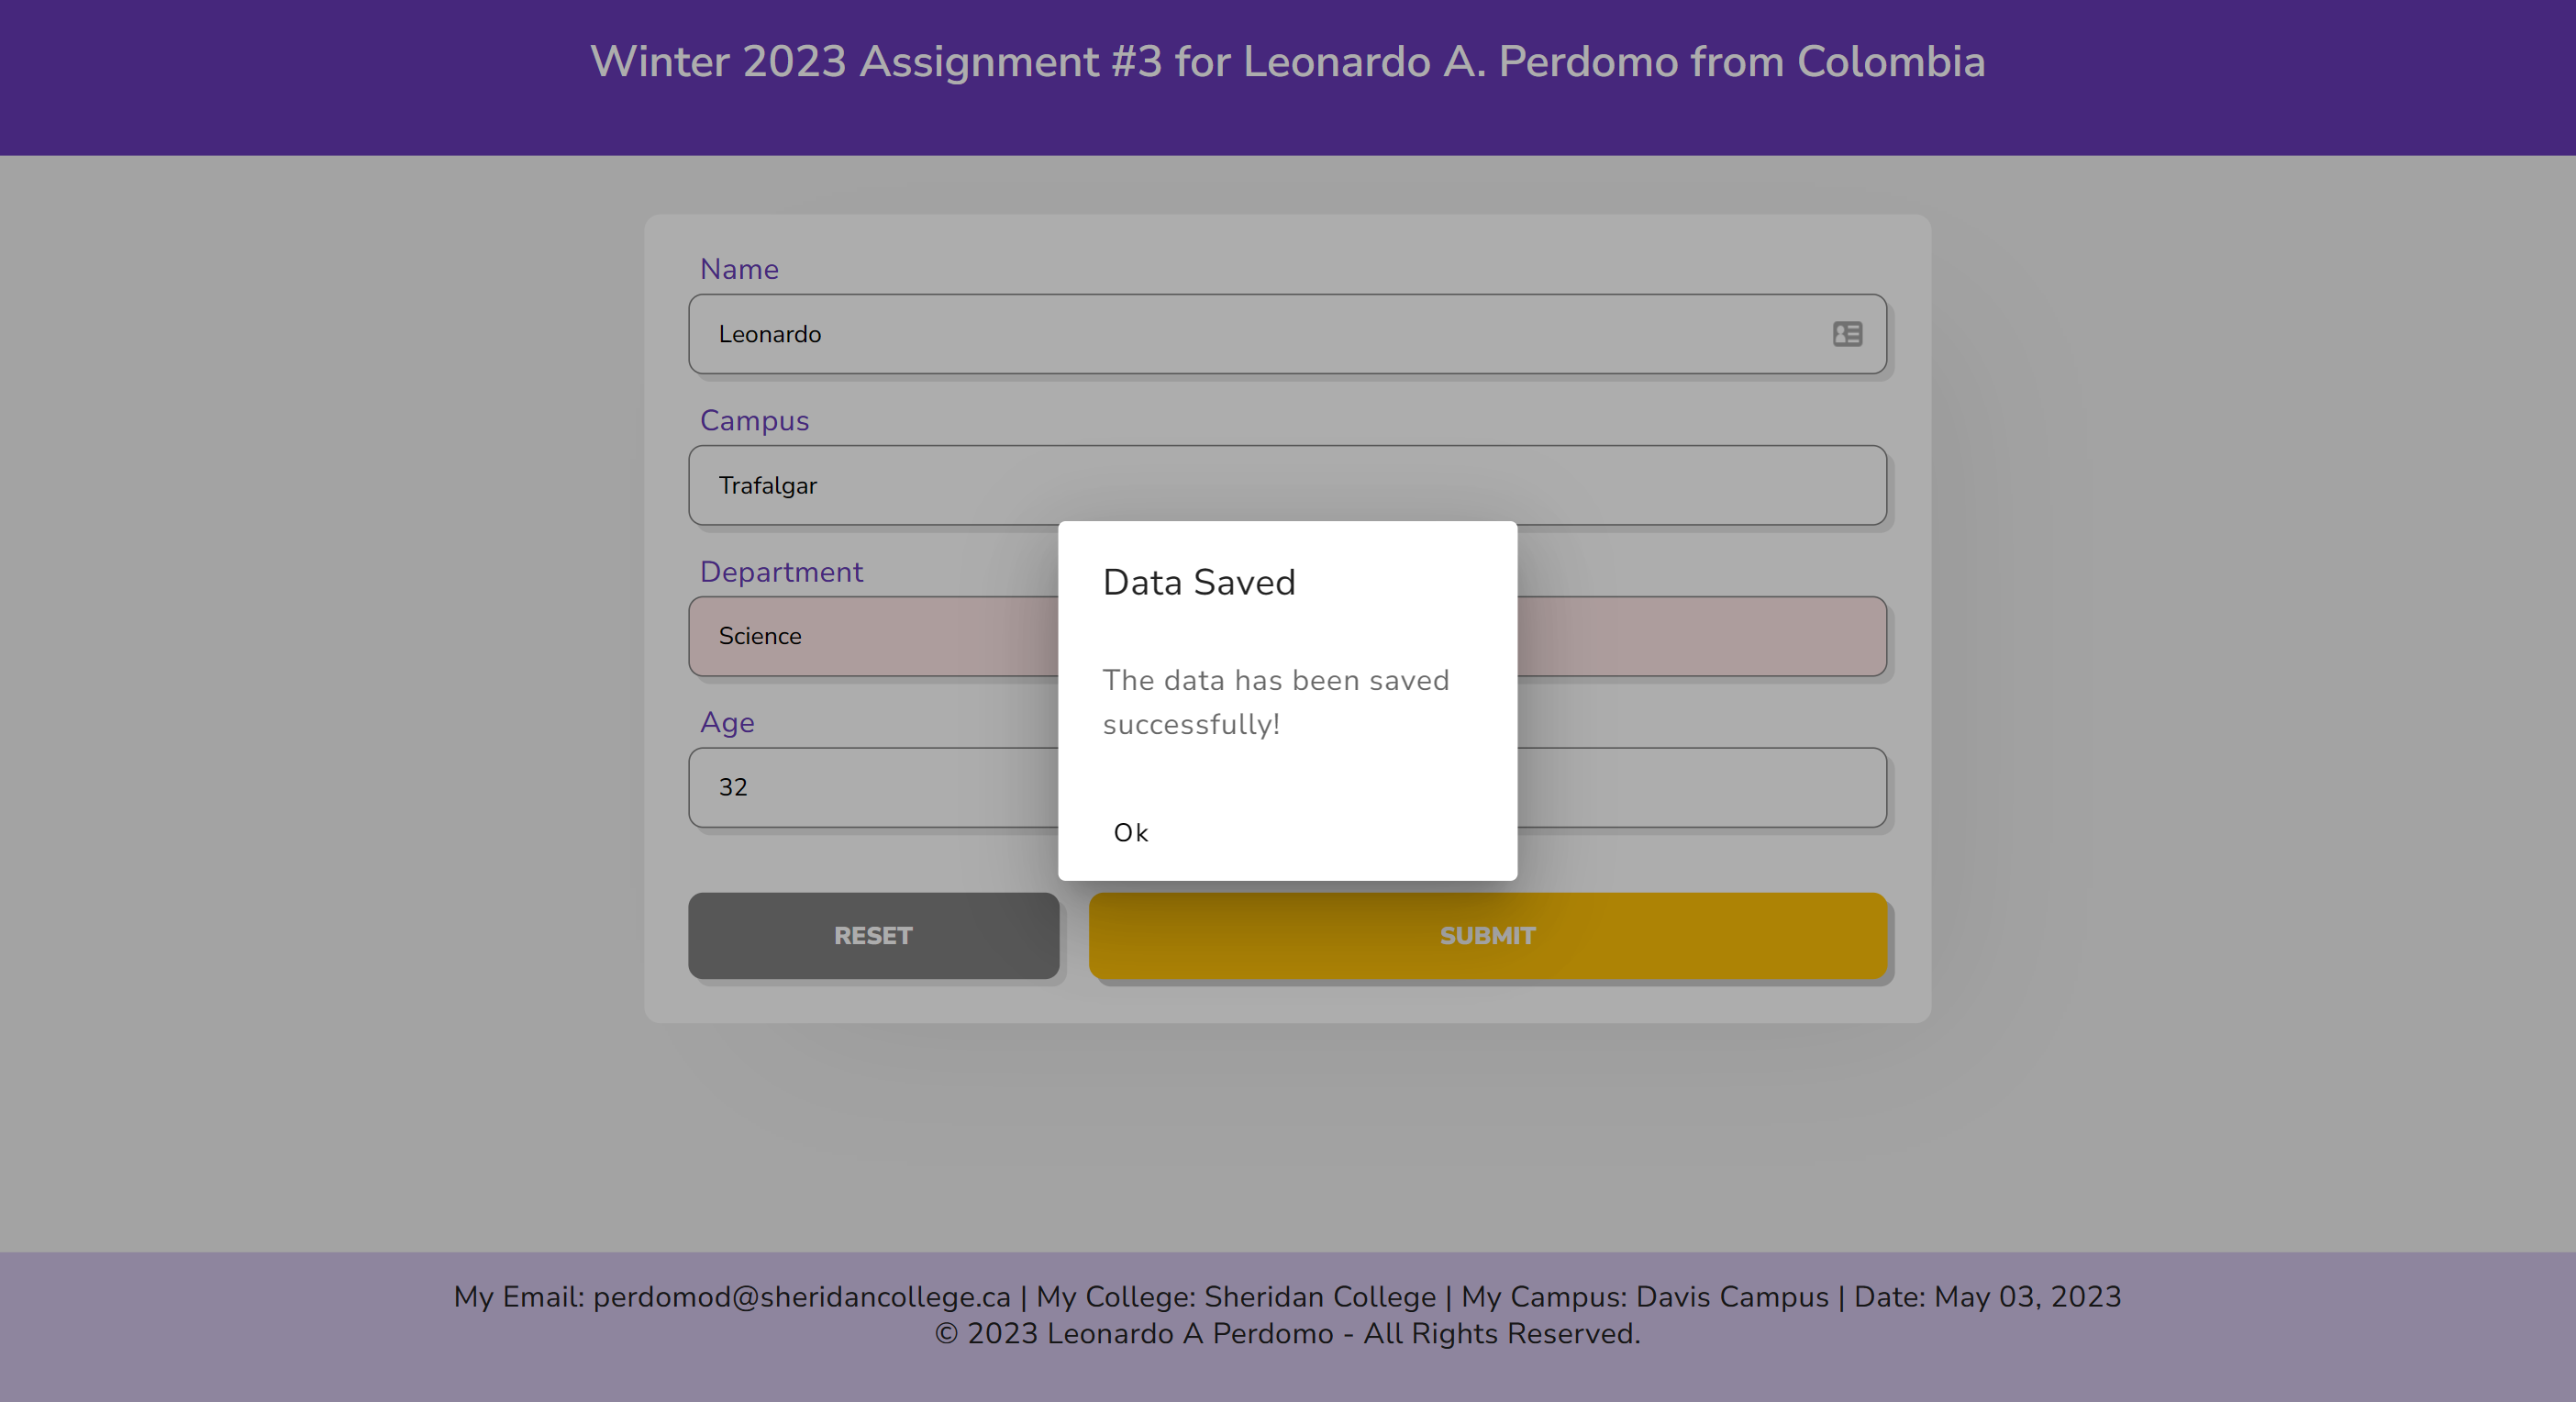 Winter 2023 Assignment #3 for Leonardo A. Perdomo from Colombia
Name
Leonardo
Campus
Trafalgar
Department
Science
Age
32
Data Saved
The data has been saved
successfully!
Ok
RESET
SUBMIT
My Email: perdomod@sheridancollege.ca | My College: Sheridan College | My Campus: Davis Campus | Date: May 03, 2023
© 2023 Leonardo A Perdomo - All Rights Reserved.